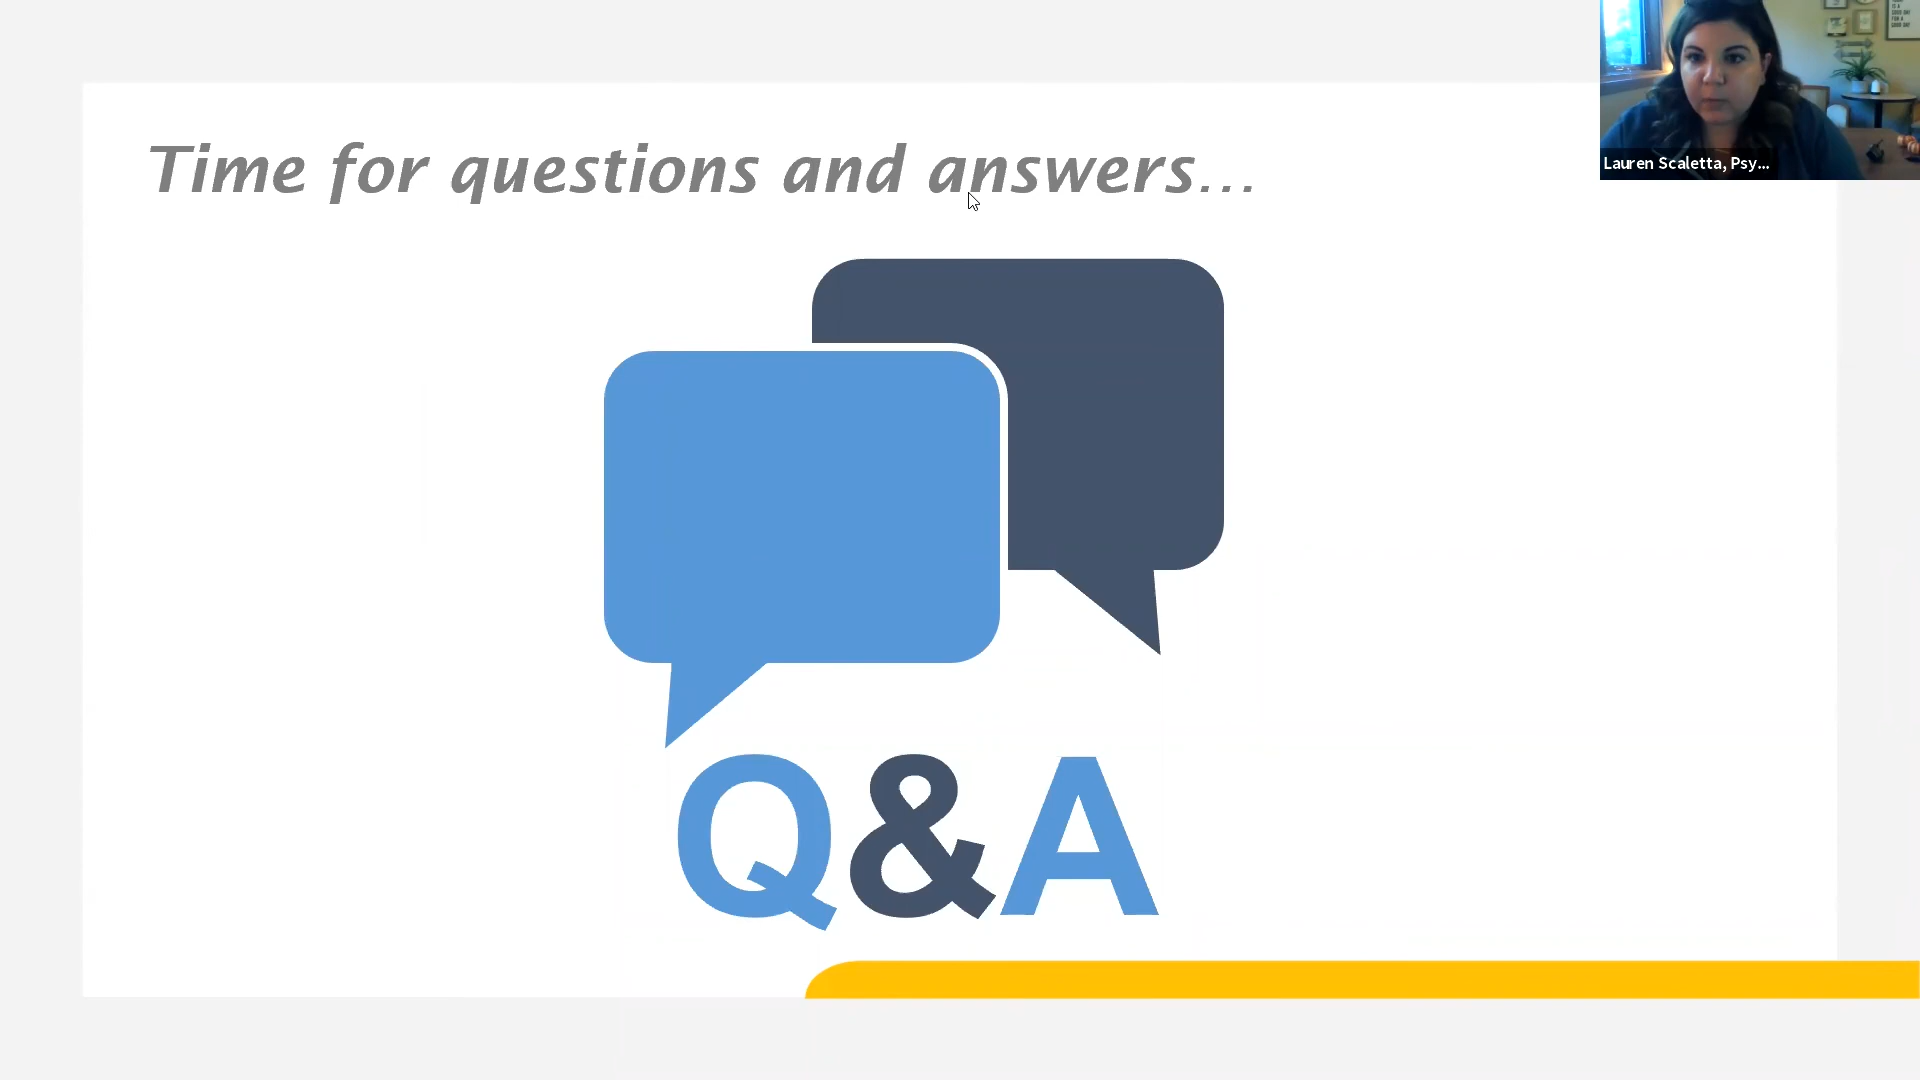 Time for questions and answers…
Lauren Scaletta, Psy...
Q&A